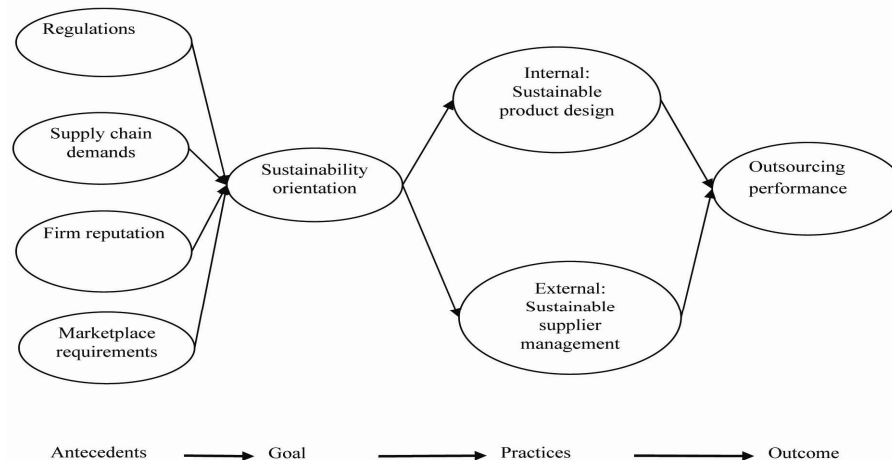 Regulations
Supply chain
demands
Firm reputation
Marketplace
requirements
Sustainability
orientation
Internal:
Sustainable
product design
External:
Sustainable
supplier
management
Outsourcing
performance
Antecedents
Goal
Practices
Outcome